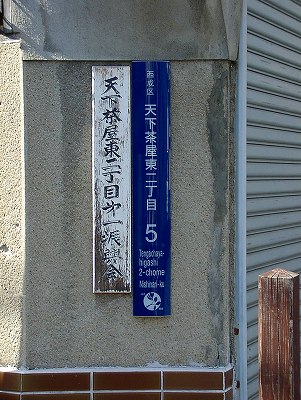 西成区 天下茶屋東二丁目 5
Tengachaya-
higashi
2-chome
Nishinari-ku
天下茶屋東二丁目第一振興会